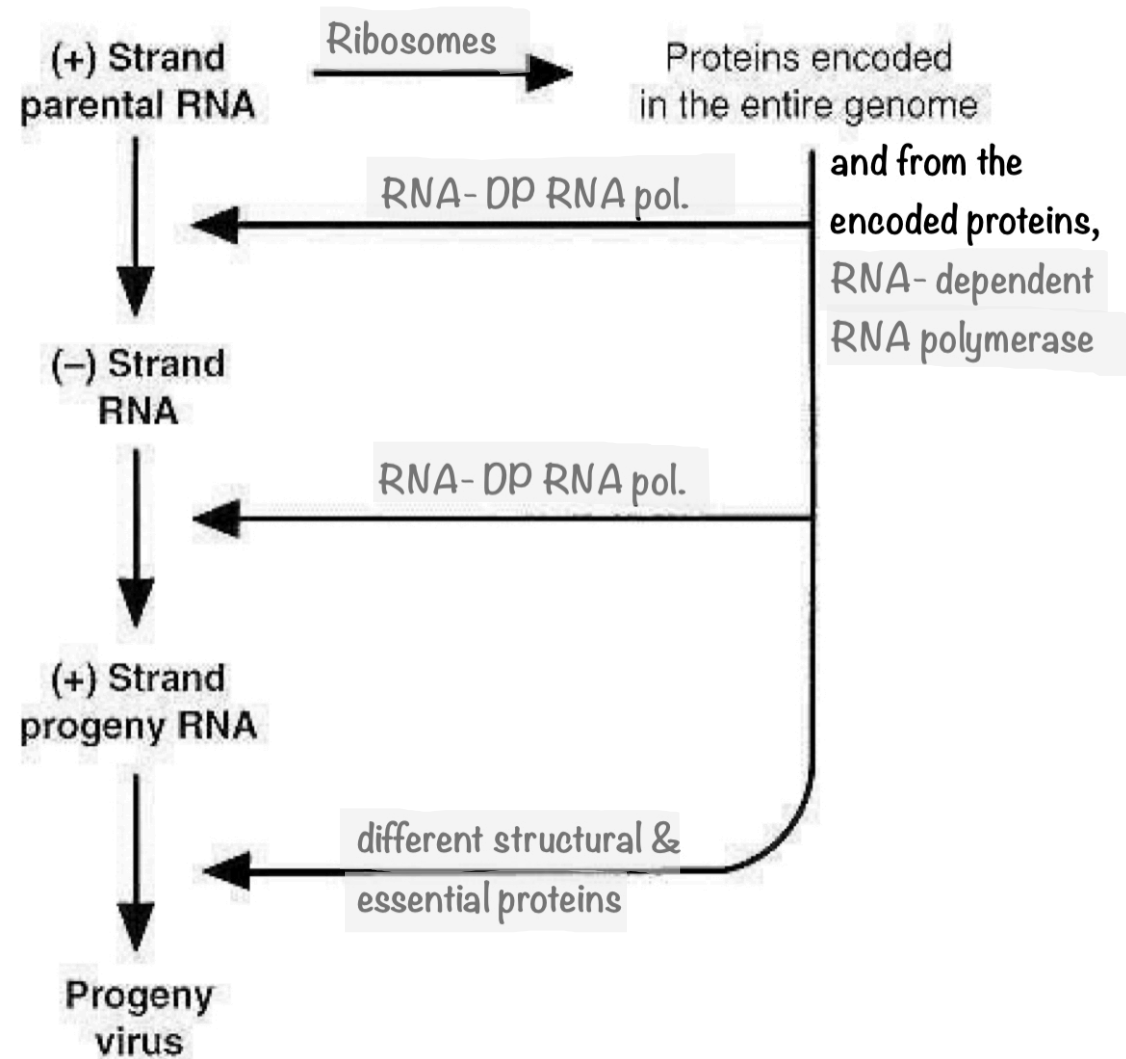 (+) Strand
parental RNA
Ribosomes
Proteins encoded
in the entire genome
and from the
encoded proteins,
RNA- dependent
RNA polymerase
RNA- DP RNA pol.
(–) Strand
RNA
RNA- DP RNA pol.
(+) Strand
progeny RNA
different structural &
essential proteins
Progeny
virus